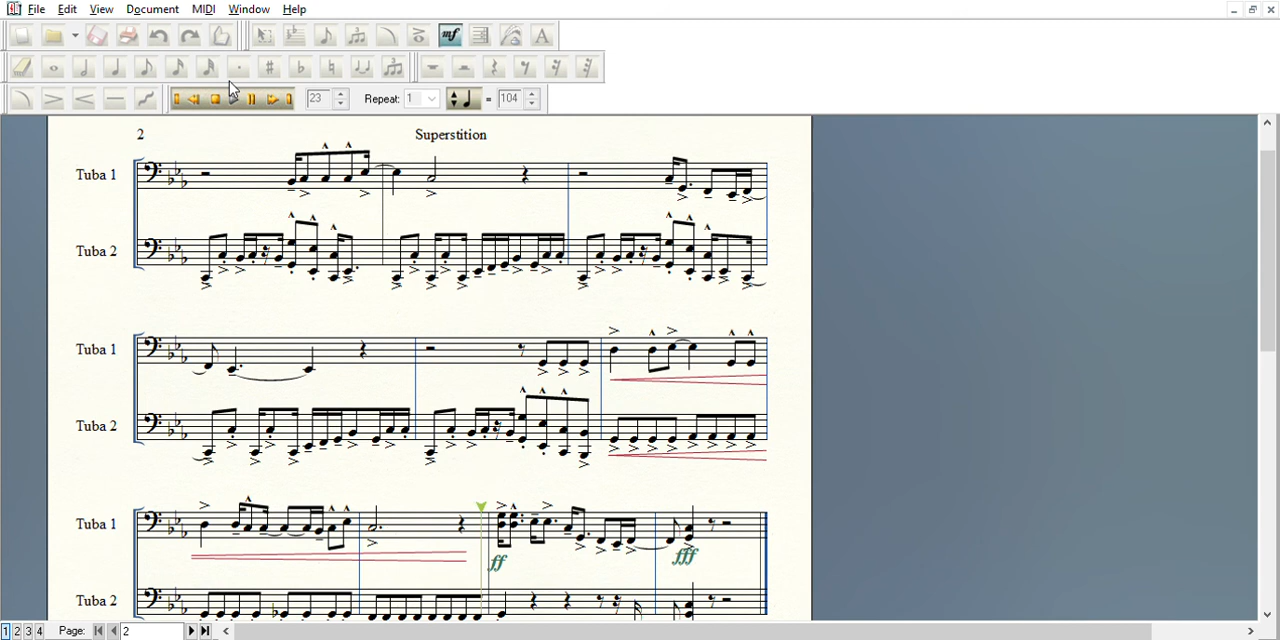 File Edit View Document MIDI Window Help
mf A
23 Repeat: 1 = 104
2 Superstition
Tuba 1
Tuba 2
Tuba 1
Tuba 2
Tuba 1
ff fff
Tuba 2
1 2 3 4 Page: 2